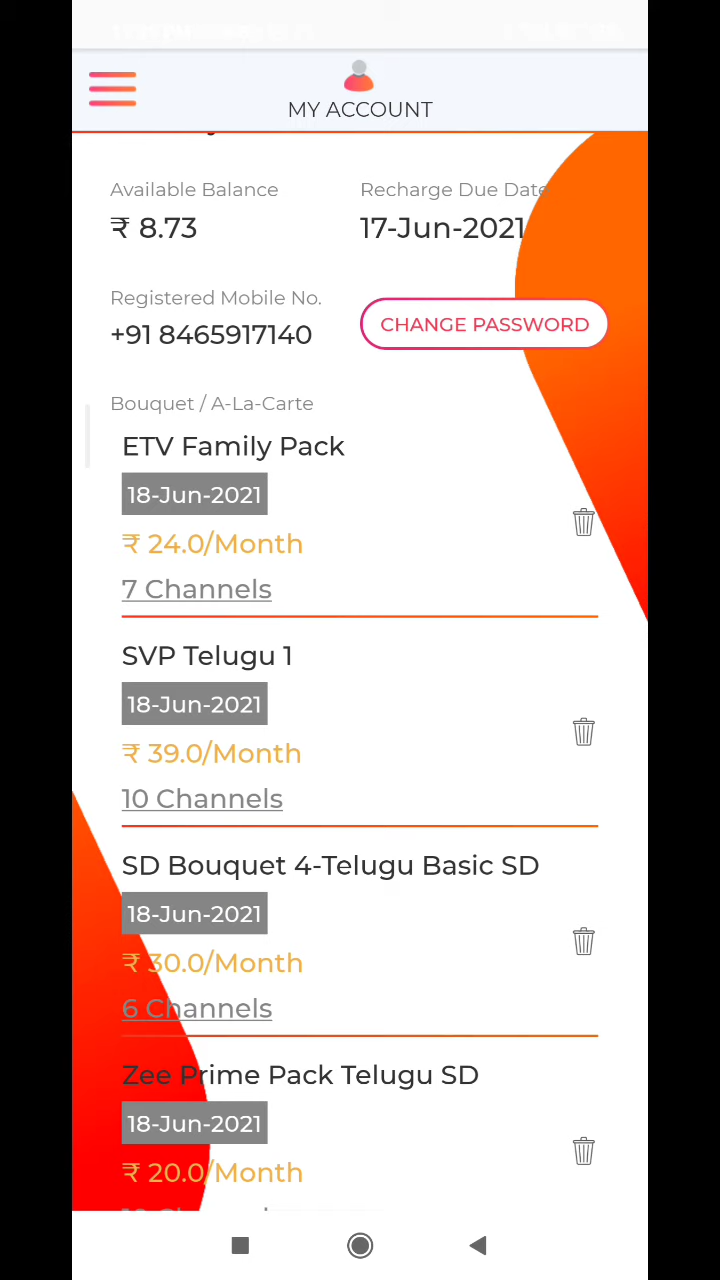 MY ACCOUNT
Available Balance
Recharge Due Date
₹ 8.73
17-Jun-2021
Registered Mobile No.
+91 8465917140
CHANGE PASSWORD
Bouquet / A-La-Carte
ETV Family Pack
18-Jun-2021
₹ 24.0/Month
7 Channels
SVP Telugu 1
18-Jun-2021
₹ 39.0/Month
10 Channels
SD Bouquet 4-Telugu Basic SD
18-Jun-2021
₹ 30.0/Month
6 Channels
Zee Prime Pack Telugu SD
18-Jun-2021
₹ 20.0/Month